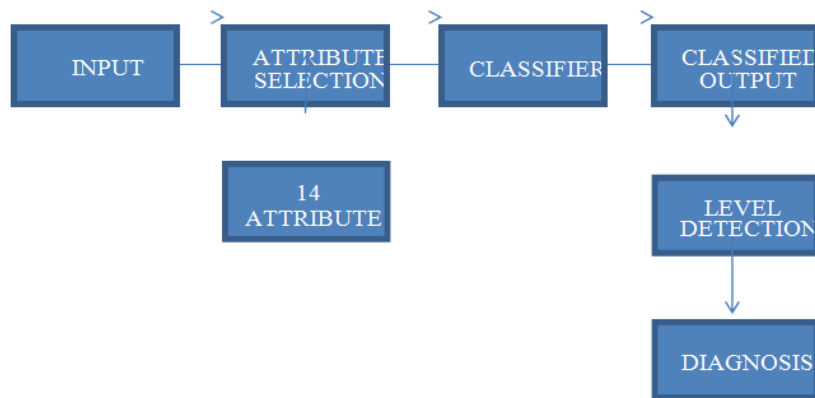 INPUT
ATTRIBUTE
SELECTION
CLASSIFIER
CLASSIFIED
OUTPUT
14
ATTRIBUTE
LEVEL
DETECTION
DIAGNOSIS